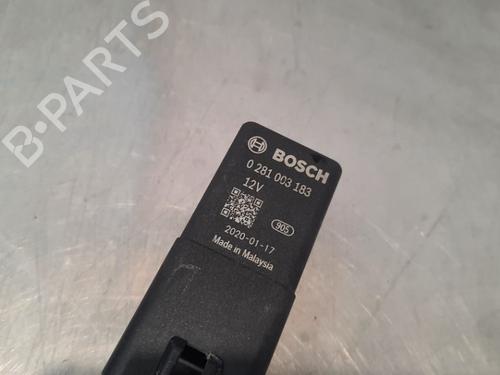 B-PARTS
BOSCH
0 281 003 183
12V
905
2020-01-17
Made in Malaysia